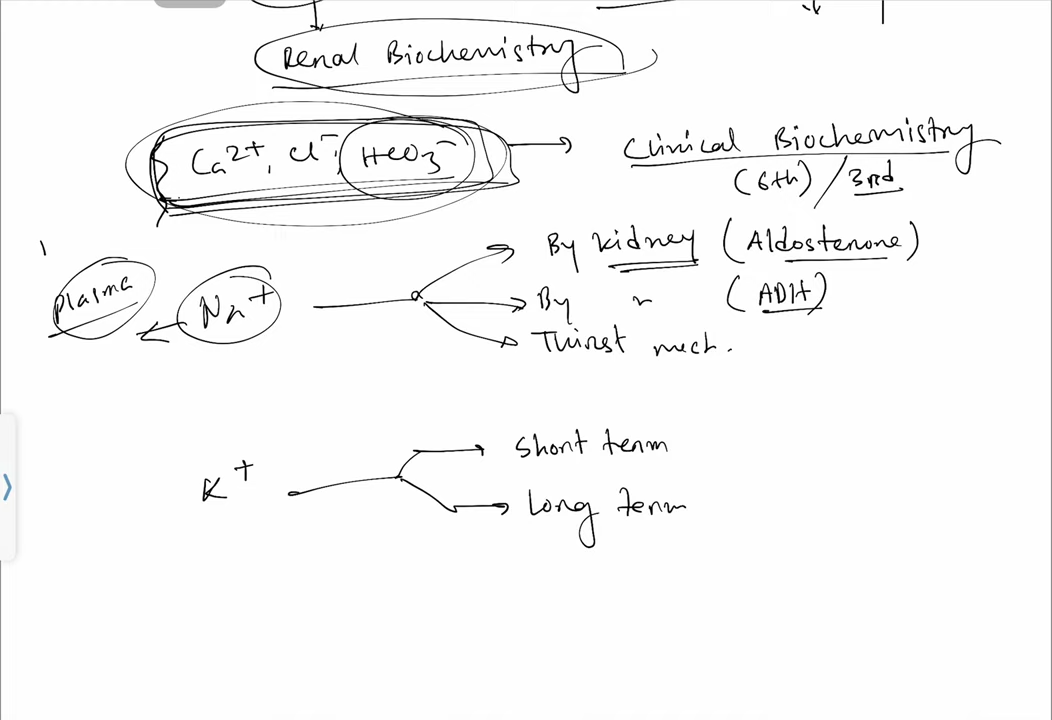 Renal Biochemistry
Ca2+, Cl-, HCO3-
Clinical Biochemistry
(6th) / 3rd
By kidney (Aldosterone)
Plasma Na+ By " (ADH)
Thirst mech.
K+ Short term
Long term